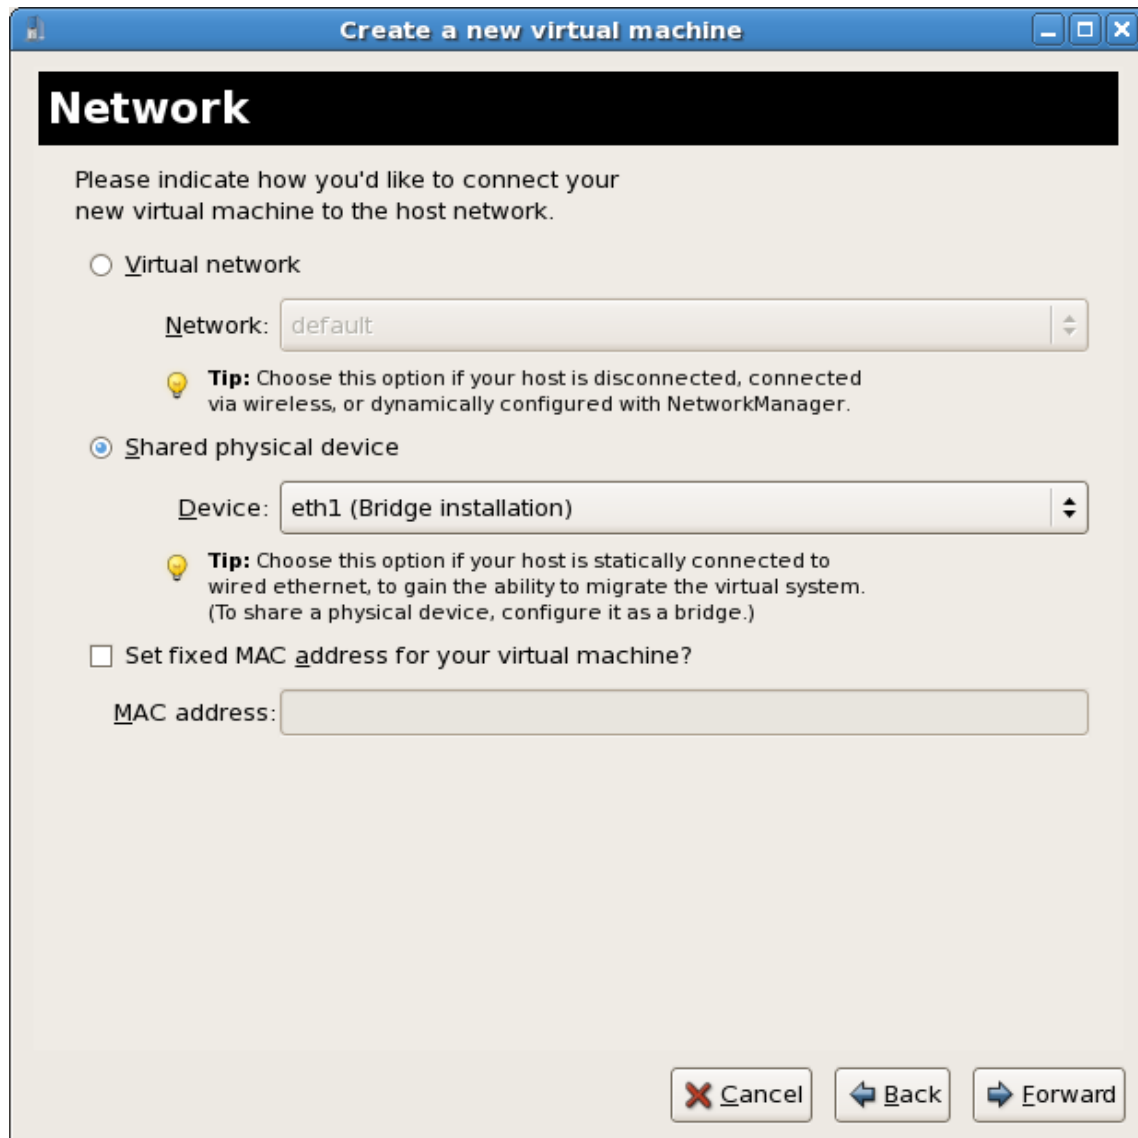 Create a new virtual machine
Network
Please indicate how you'd like to connect your
new virtual machine to the host network.
Virtual network
Network: default
Tip: Choose this option if your host is disconnected, connected
via wireless, or dynamically configured with NetworkManager.
Shared physical device
Device: eth1 (Bridge installation)
Tip: Choose this option if your host is statically connected to
wired ethernet, to gain the ability to migrate the virtual system.
(To share a physical device, configure it as a bridge.)
Set fixed MAC address for your virtual machine?
MAC address:
Cancel Back Forward